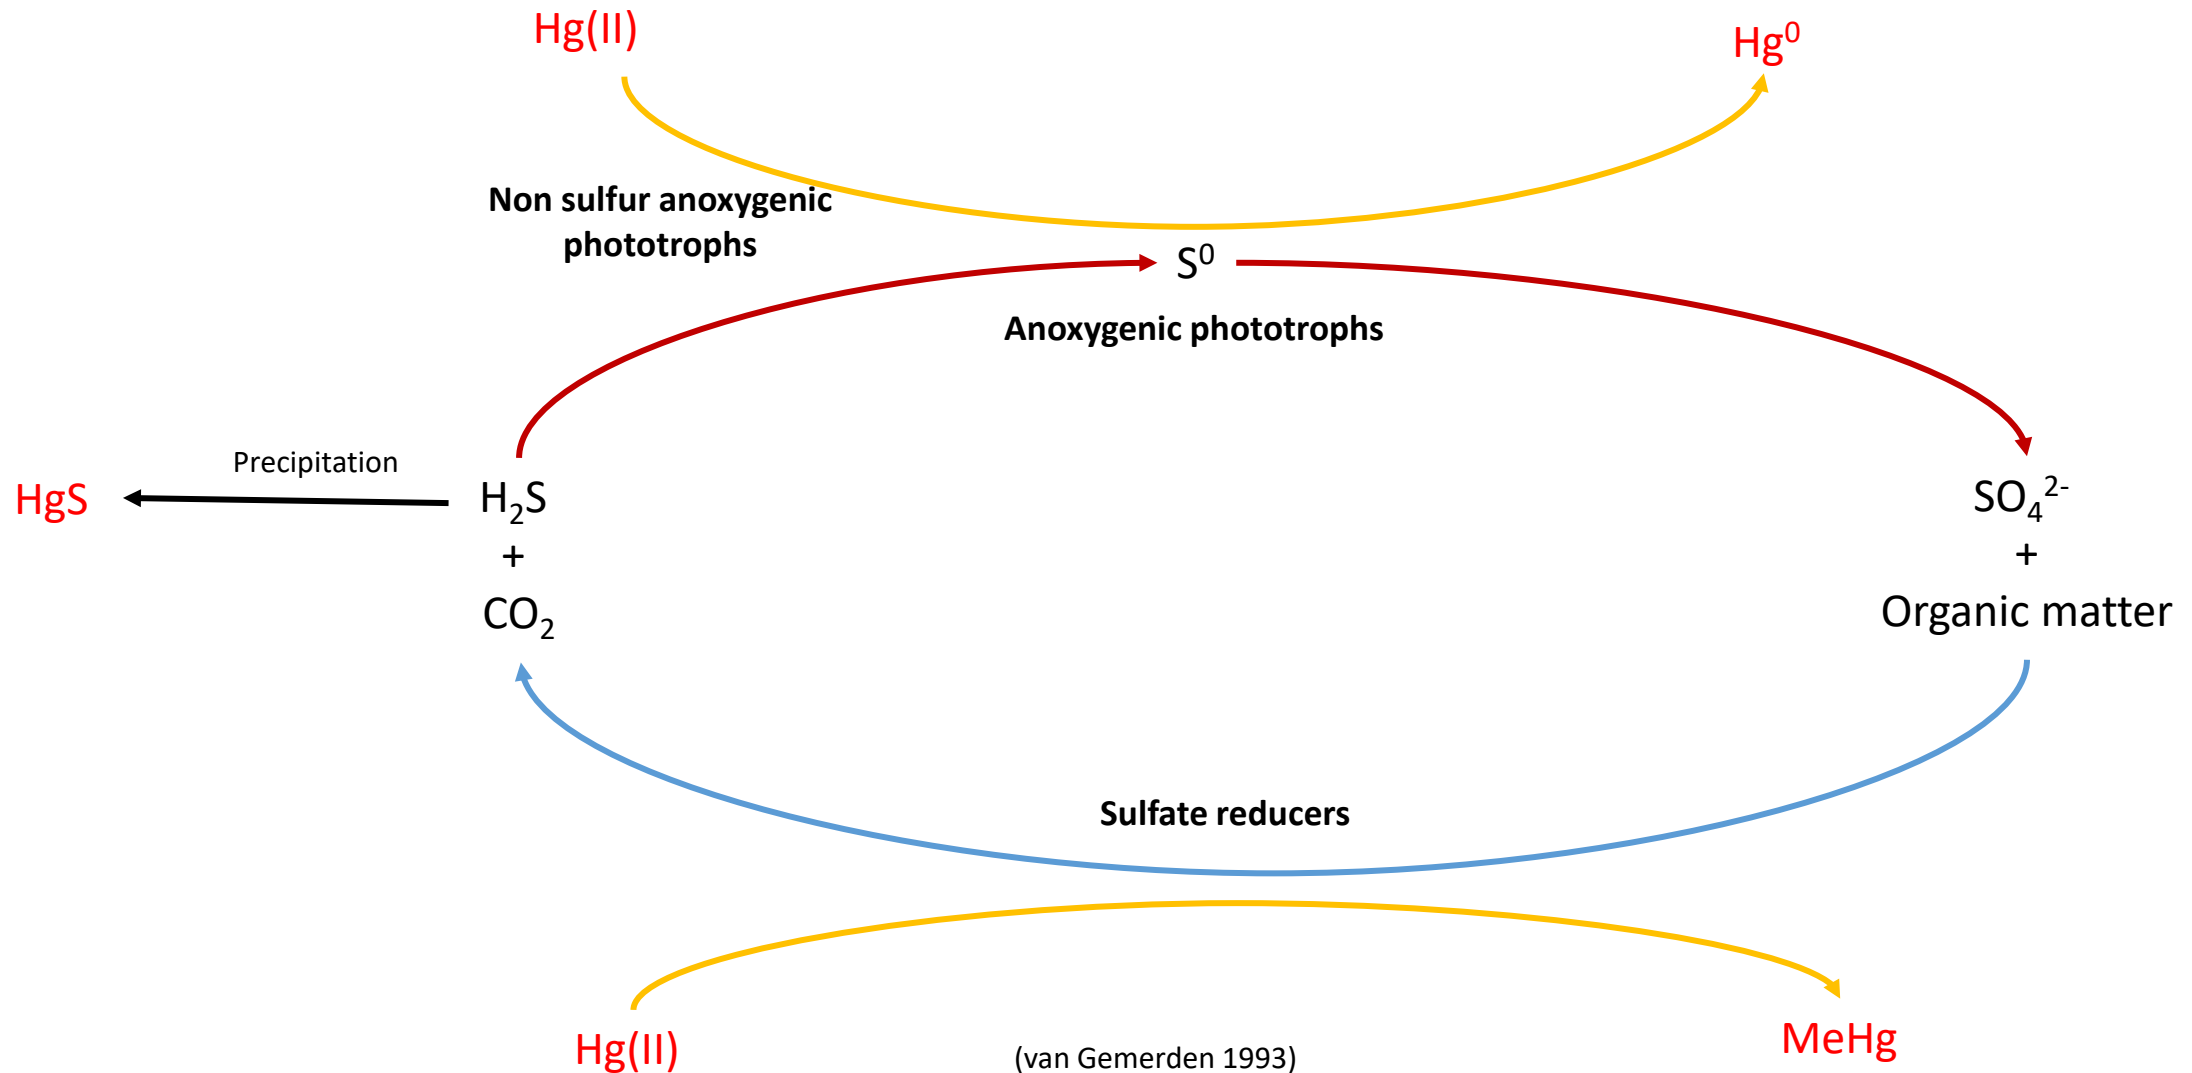 Hg(II)
Hg⁰
Non sulfur anoxygenic
phototrophs
S⁰
Anoxygenic phototrophs
Precipitation
HgS
H₂S
+
CO₂
SO₄²⁻
+
Organic matter
Sulfate reducers
Hg(II)
(van Gemerden 1993)
MeHg